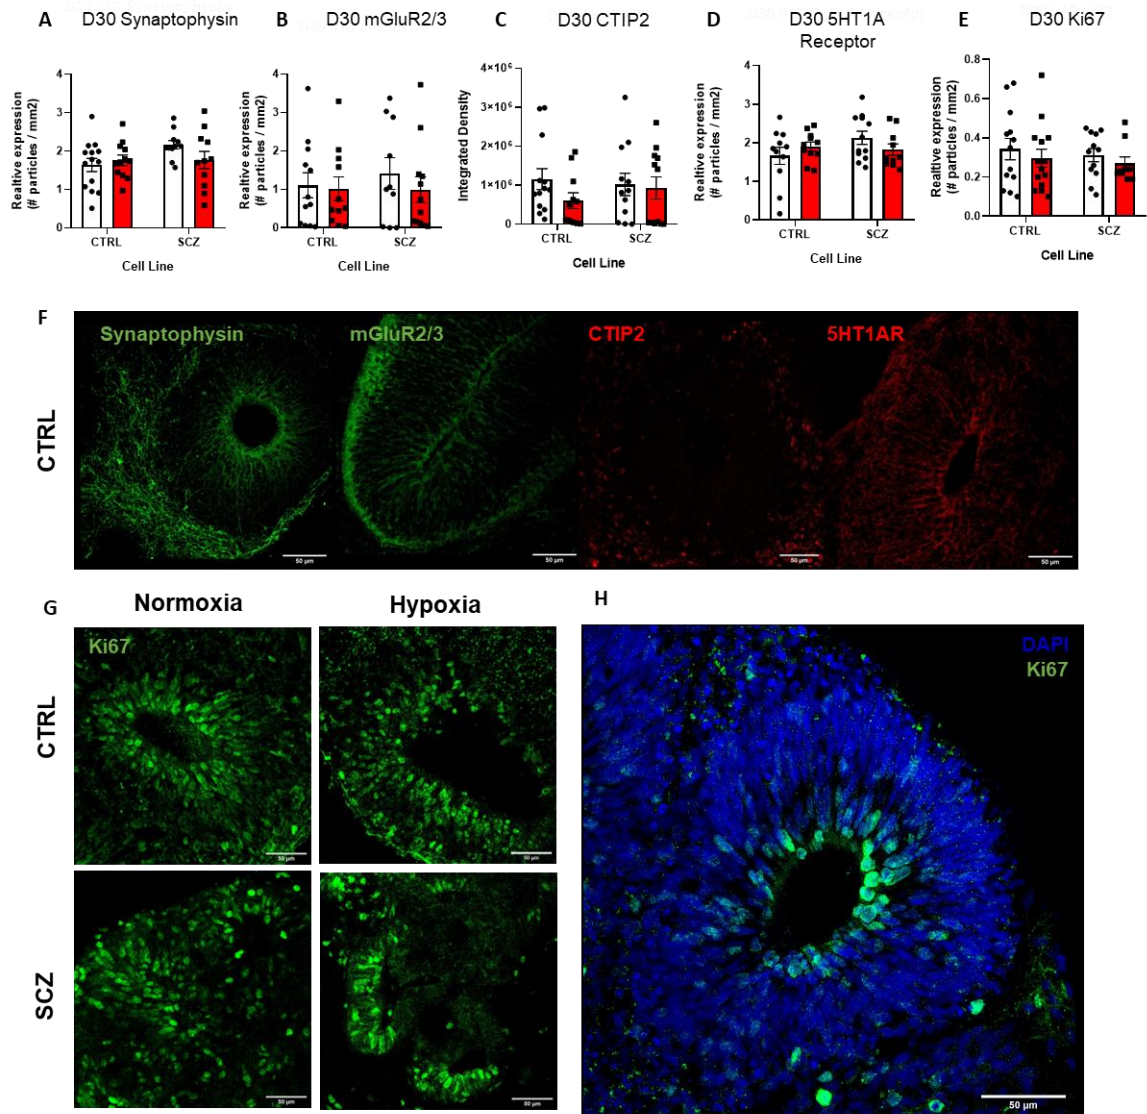 A D30 Synaptophysin
Realtive expression
(# particles / mm2)
4
3
2
1
0
CTRL SCZ
Cell Line
B D30 mGluR2/3
Realtive expression
(# particles / mm2)
4
3
2
1
0
CTRL SCZ
Cell Line
C D30 CTIP2
Integrated Density
4×10⁶
3×10⁶
2×10⁶
1×10⁶
0
CTRL SCZ
Cell Line
D D30 5HT1A
Receptor
Realtive expression
(# particles / mm2)
4
3
2
1
0
CTRL SCZ
Cell Line
E D30 Ki67
Realtive expression
(# particles / mm2)
0.8
0.6
0.4
0.2
0.0
CTRL SCZ
Cell Line
F
CTRL
Synaptophysin mGluR2/3 CTIP2 5HT1AR
50 µm 50 µm 50 µm 50 µm
G Normoxia Hypoxia
CTRL
Ki67
50 µm 50 µm
SCZ
50 µm 50 µm
H
DAPI
Ki67
50 µm